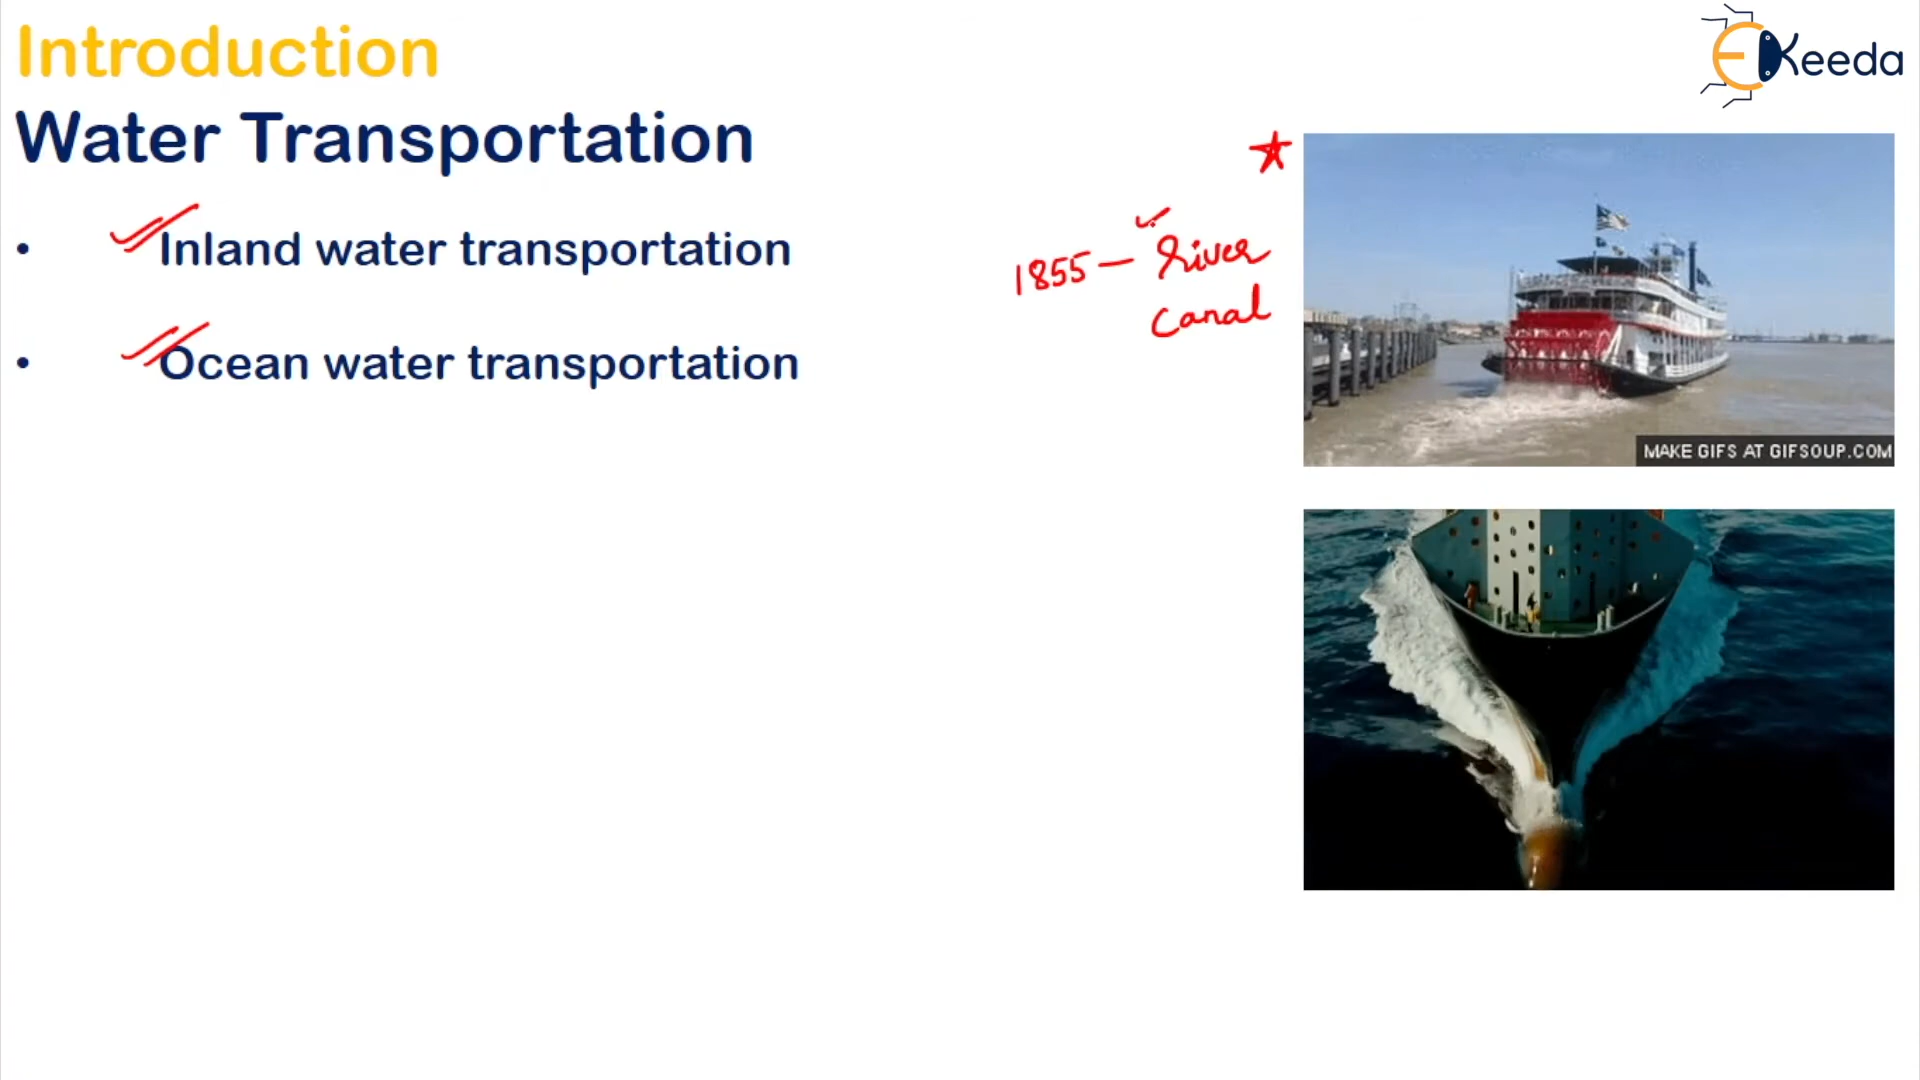 Introduction
Keeda
Water Transportation
• Inland water transportation
1855 – River
canal
• Ocean water transportation
MAKE GIFS AT GIFSOUP.COM